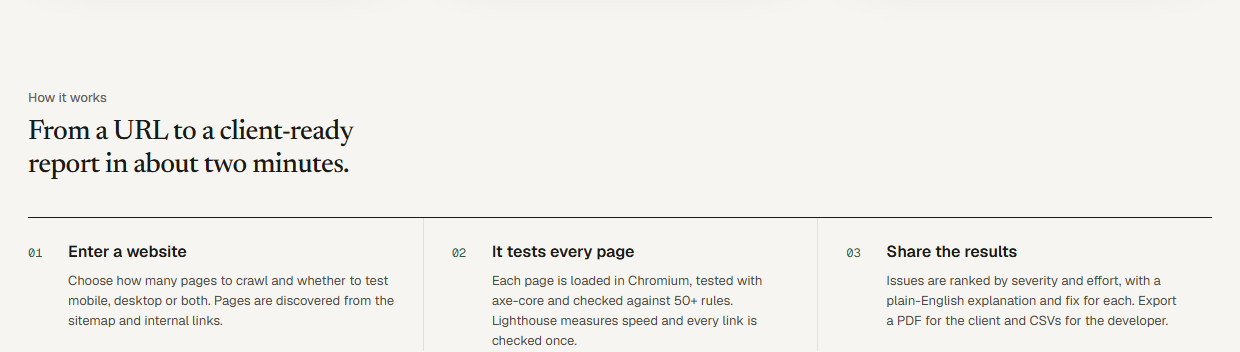 How it works
From a URL to a client-ready
report in about two minutes.
01
Enter a website
Choose how many pages to crawl and whether to test
mobile, desktop or both. Pages are discovered from the
sitemap and internal links.
02
It tests every page
Each page is loaded in Chromium, tested with
axe-core and checked against 50+ rules.
Lighthouse measures speed and every link is
checked once.
03
Share the results
Issues are ranked by severity and effort, with a
plain-English explanation and fix for each. Export
a PDF for the client and CSVs for the developer.